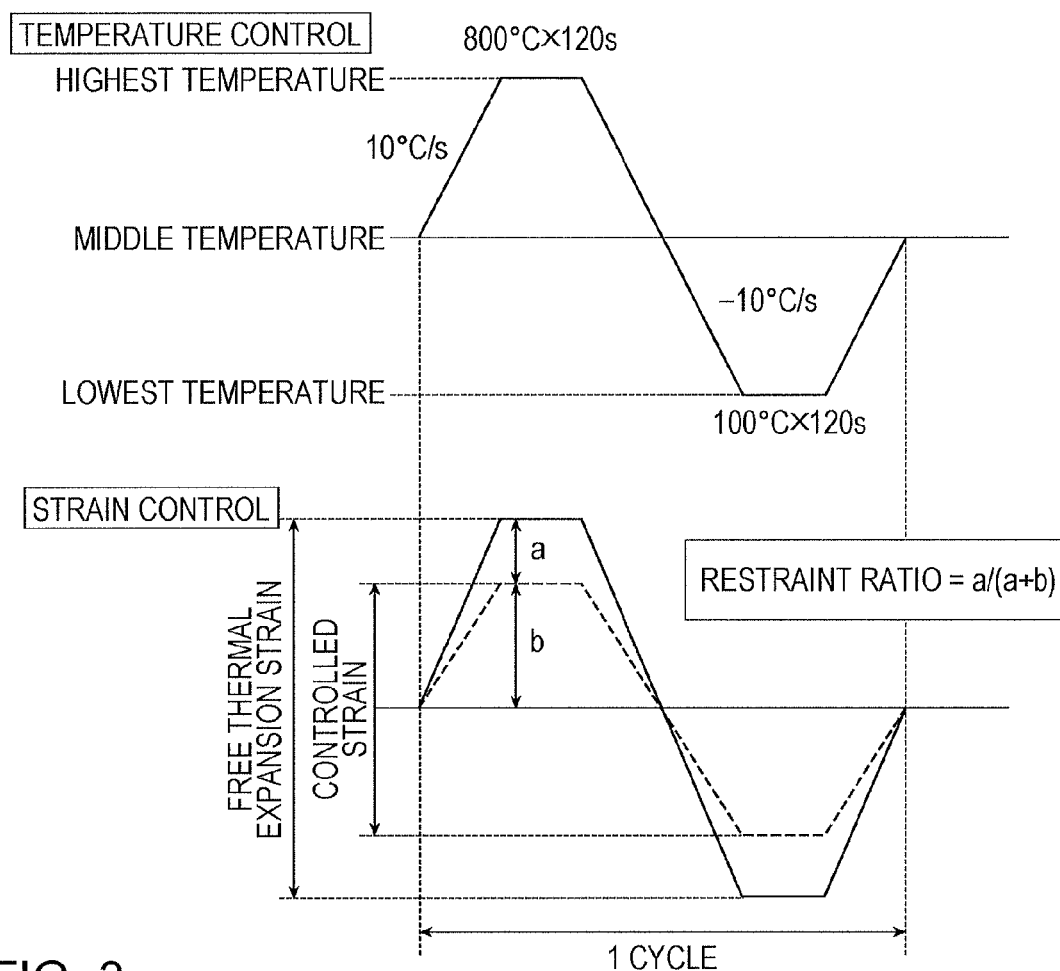 TEMPERATURE CONTROL
800°C×120s
HIGHEST TEMPERATURE
10°C/s
MIDDLE TEMPERATURE
−10°C/s
LOWEST TEMPERATURE
100°C×120s
STRAIN CONTROL
a
RESTRAINT RATIO = a/(a+b)
b
FREE THERMAL
EXPANSION STRAIN
CONTROLLED
STRAIN
1 CYCLE